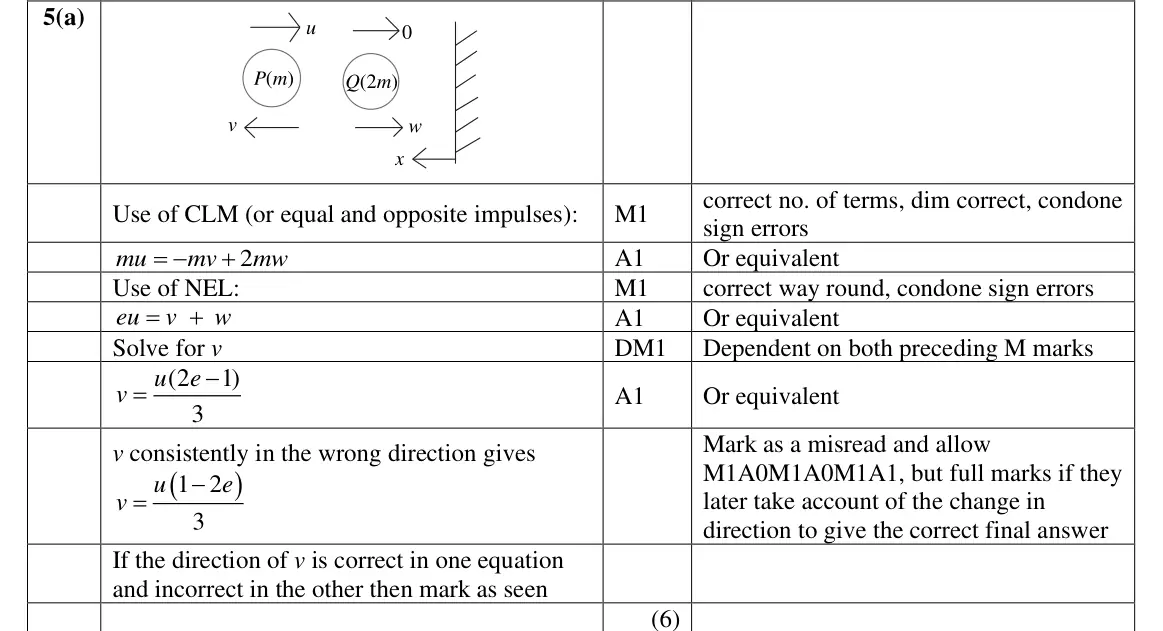 5(a)
u
0
P(m)
Q(2m)
v
w
x
Use of CLM (or equal and opposite impulses):
M1
correct no. of terms, dim correct, condone
sign errors
mu = −mv + 2mw
A1
Or equivalent
Use of NEL:
M1
correct way round, condone sign errors
eu = v + w
A1
Or equivalent
Solve for v
DM1
Dependent on both preceding M marks
v = u(2e − 1)/3
A1
Or equivalent
v consistently in the wrong direction gives
v = u(1 − 2e)/3
Mark as a misread and allow
M1A0M1A0M1A1, but full marks if they
later take account of the change in
direction to give the correct final answer
If the direction of v is correct in one equation
and incorrect in the other then mark as seen
(6)